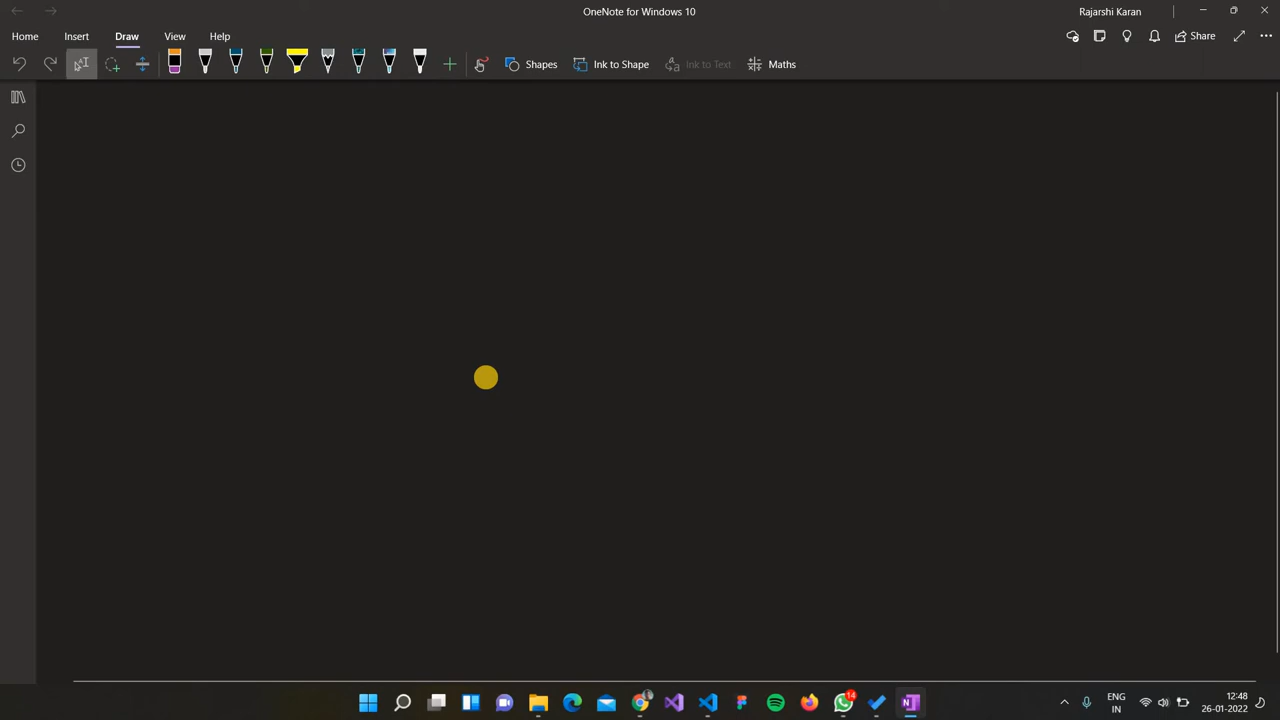 OneNote for Windows 10
Rajarshi Karan
Home Insert Draw View Help
Share
Shapes Ink to Shape Ink to Text Maths
14
N
ENG
IN
12:48
26-01-2022